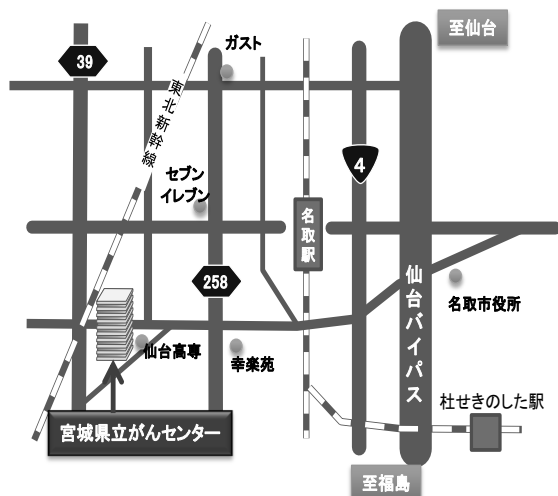 至仙台
ガスト
39
東北新幹線
4
セブン
イレブン
名取駅
258
仙台バイパス
名取市役所
仙台高専
幸楽苑
杜せきのした駅
宮城県立がんセンター
至福島